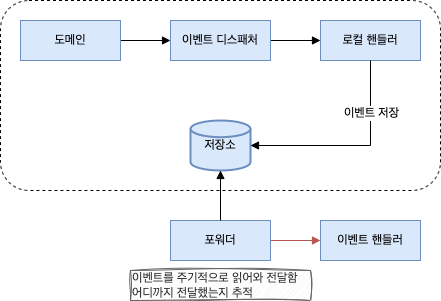 도메인
이벤트 디스패처
로컬 핸들러
이벤트 저장
저장소
포워더
이벤트 핸들러
이벤트를 주기적으로 읽어와 전달함
어디까지 전달했는지 추적